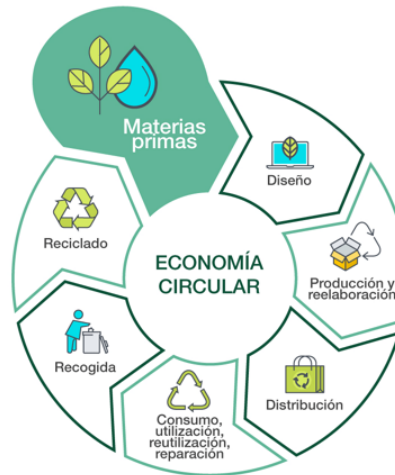 Materias
primas
Diseño
Producción y
reelaboración
Distribución
Consumo,
utilización,
reutilización,
reparación
Recogida
Reciclado
ECONOMÍA
CIRCULAR